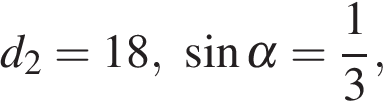 d₂ = 18, sin α = 1/3,